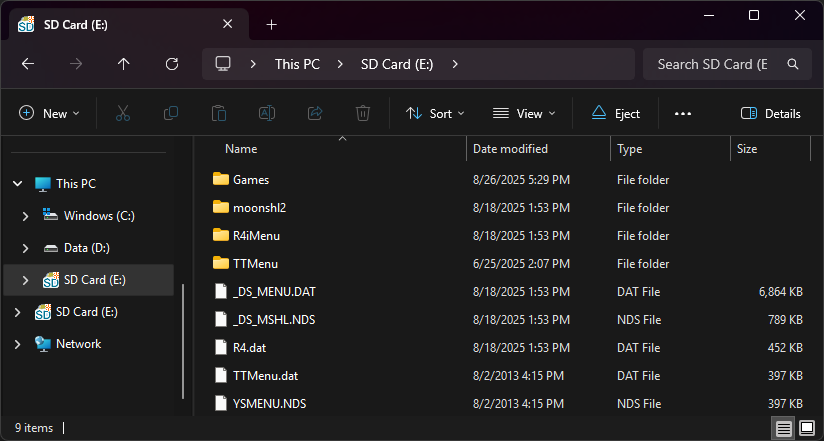 SD Card (E:)
This PC
SD Card (E:)
Search SD Card (E
New
Sort
View
Eject
Details
Name
Date modified
Type
Size
This PC
Windows (C:)
Data (D:)
SD Card (E:)
SD Card (E:)
Network
Games 8/26/2025 5:29 PM File folder
moonshl2 8/18/2025 1:53 PM File folder
R4iMenu 8/18/2025 1:53 PM File folder
TTMenu 6/25/2025 2:07 PM File folder
_DS_MENU.DAT 8/18/2025 1:53 PM DAT File 6,864 KB
_DS_MSHL.NDS 8/18/2025 1:53 PM NDS File 789 KB
R4.dat 8/18/2025 1:53 PM DAT File 452 KB
TTMenu.dat 8/2/2013 4:15 PM DAT File 397 KB
YSMENU.NDS 8/2/2013 4:15 PM NDS File 397 KB
9 items